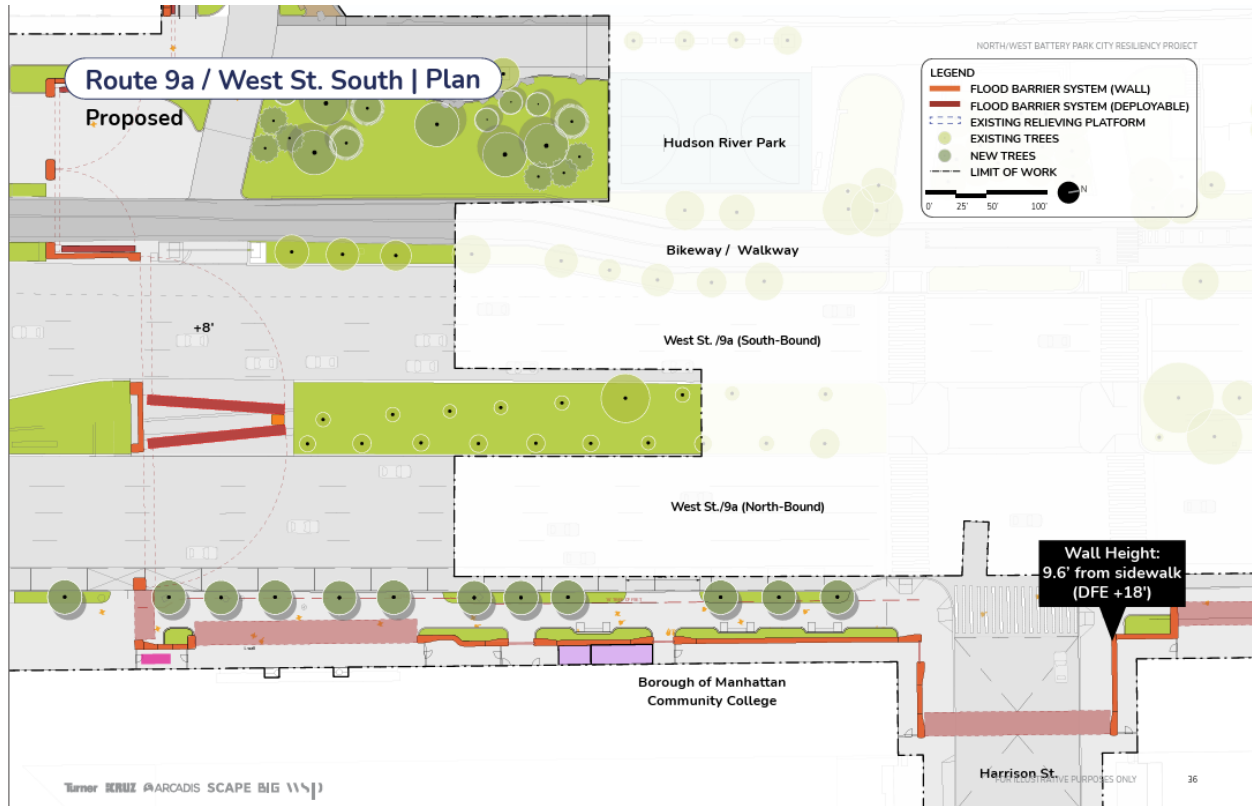 NORTH/WEST BATTERY PARK CITY RESILIENCY PROJECT
Route 9a / West St. South | Plan
Proposed
LEGEND
FLOOD BARRIER SYSTEM (WALL)
FLOOD BARRIER SYSTEM (DEPLOYABLE)
EXISTING RELIEVING PLATFORM
EXISTING TREES
NEW TREES
LIMIT OF WORK
0' 25' 50' 100'
N
Hudson River Park
Bikeway / Walkway
+8'
West St. /9a (South-Bound)
West St./9a (North-Bound)
Wall Height:
9.6' from sidewalk
(DFE +18')
Borough of Manhattan
Community College
Harrison St.
Turner KRUZ ARCADIS SCAPE BIG WSP
FOR ILLUSTRATIVE PURPOSES ONLY
36